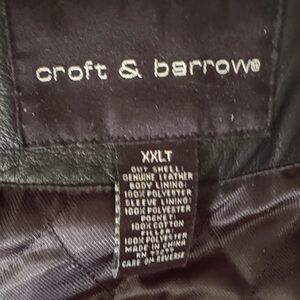 croft & barrow®
XXLT
OUT SHELL:
GENUINE LEATHER
BODY LINING:
100% POLYESTER
SLEEVE LINING:
100% POLYESTER
POCKET:
100% COTTON
FILLER
100% POLYESTER
MADE IN CHINA
RN
CARE ON REVERSE